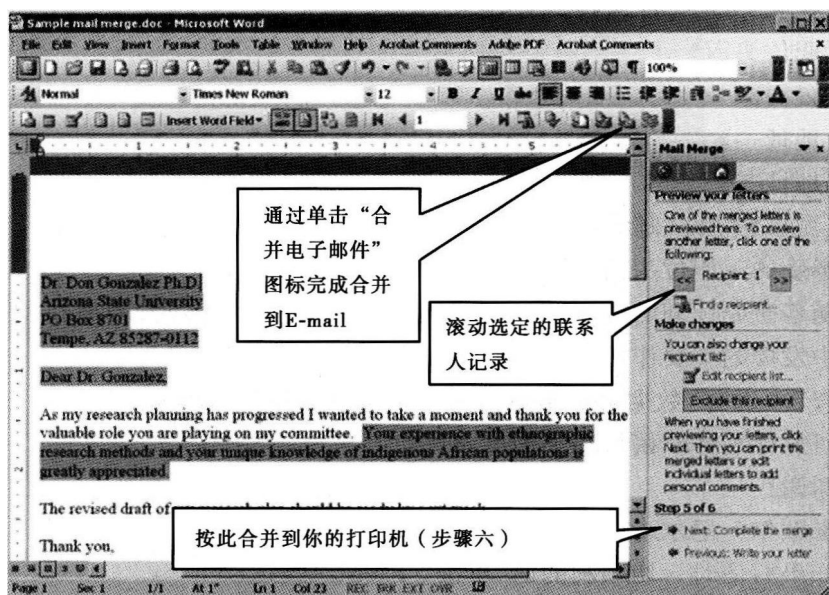 Sample mail merge.doc - Microsoft Word
File Edit View Insert Format Tools Table Window Help Acrobat Comments Adobe PDF Acrobat Comments
100%
Normal Times New Roman 12 B I U abc
Insert Word Field 1
Mail Merge
Preview your letters
One of the merged letters is
previewed here. To preview
another letter, click one of the
following:
<< Recipient: 1 >>
Find a recipient...
Make changes
You can also change your
recipient list:
Edit recipient list...
Exclude this recipient
When you have finished
previewing your letters, click
Next. Then you can print the
merged letters or edit
individual letters to add
personal comments.
Step 5 of 6
Next: Complete the merge
Previous: Write your letter
通过单击“合
并电子邮件”
图标完成合并
到E-mail
滚动选定的联系
人记录
Dr. Don Gonzalez Ph.D.
Arizona State University
PO Box 8701
Tempe, AZ 85287-0112
Dear Dr. Gonzalez,
As my research planning has progressed I wanted to take a moment and thank you for the
valuable role you are playing on my committee. Your experience with ethnographic
research methods and your unique knowledge of indigenous African populations is
greatly appreciated.
The revised draft of
Thank you,
按此合并到你的打印机（步骤六）
Page 1 Sec 1 1/1 At 1" Ln 1 Col 23 REC TRK EXT OVR